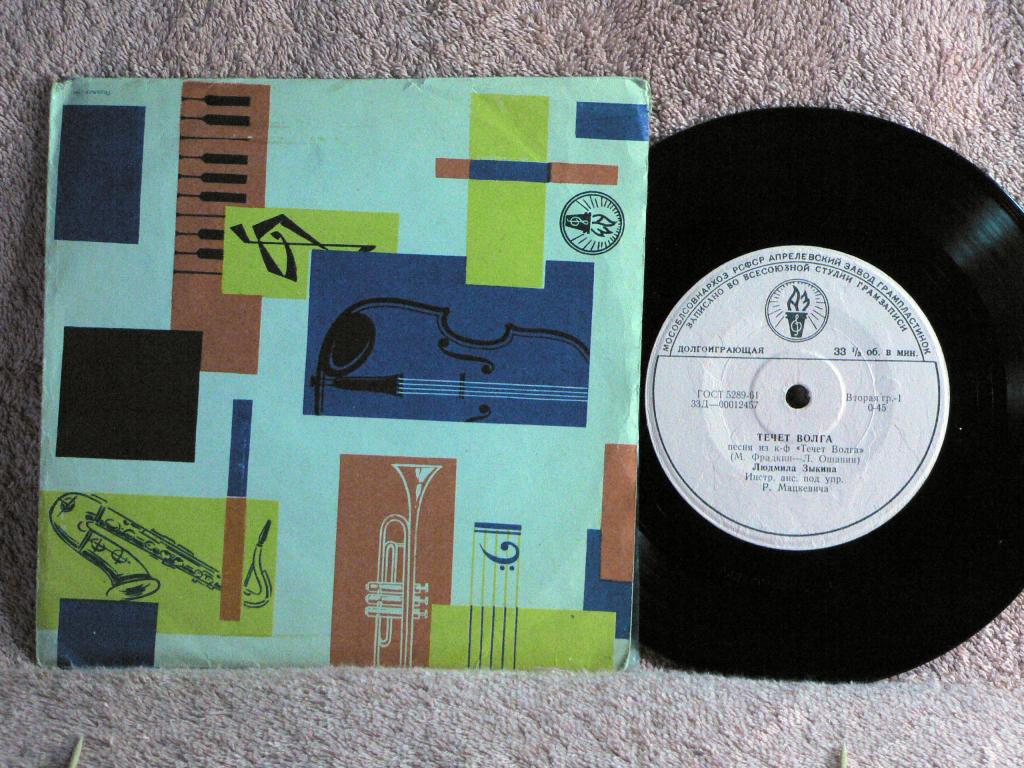 МОСОБЛСОВНАРХОЗ РСФСР АПРЕЛЕВСКИЙ ЗАВОД ГРАМПЛАСТИНОК
ЗАПИСАНО ВО ВСЕСОЮЗНОЙ СТУДИИ ГРАМЗАПИСИ
ДОЛГОИГРАЮЩАЯ 33 1/3 об. в мин.
ГОСТ 5289-61 Вторая гр.-1
33Д—00012457 0-45
ТЕЧЕТ ВОЛГА
песня из к-ф «Течет Волга»
(М. Фрадкин—Л. Ошанин)
Людмила Зыкина
Инстр. анс. под упр.
Р. Мацкевича